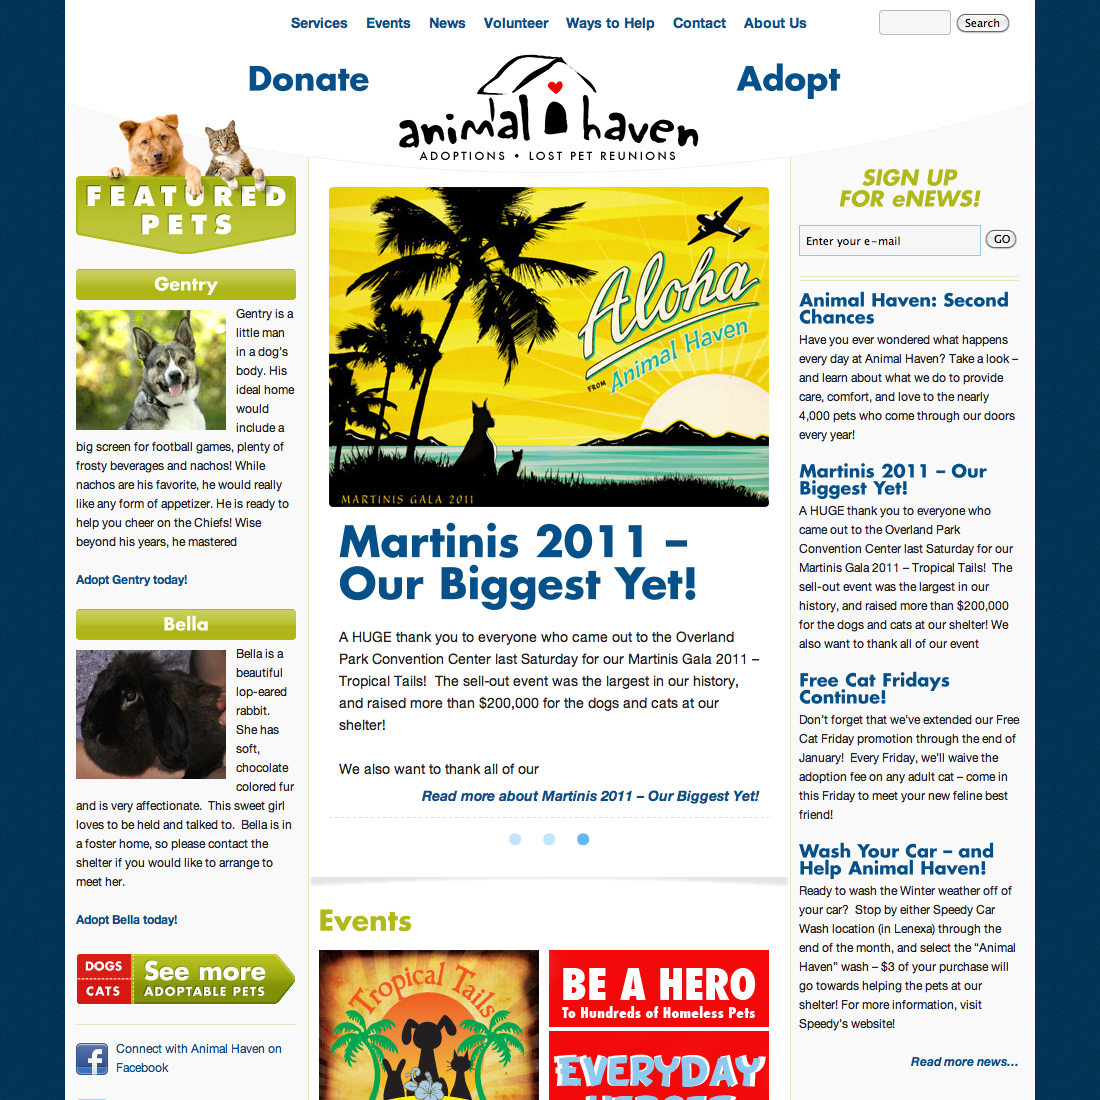 Services Events News Volunteer Ways to Help Contact About Us
Search
Donate
Adopt
animal haven
ADOPTIONS • LOST PET REUNIONS
FEATURED
PETS
Gentry
Gentry is a
little man
in a dog's
body. His
ideal home
would
include a
big screen for football games, plenty of
frosty beverages and nachos! While
nachos are his favorite, he would really
like any form of appetizer. He is ready to
help you cheer on the Chiefs! Wise
beyond his years, he mastered
Adopt Gentry today!
Bella
Bella is a
beautiful
lop-eared
rabbit.
She has
soft,
chocolate
colored fur
and is very affectionate.  This sweet girl
loves to be held and talked to.  Bella is in
a foster home, so please contact the
shelter if you would like to arrange to
meet her.
Adopt Bella today!
DOGS
CATS
See more
ADOPTABLE PETS
Connect with Animal Haven on
Facebook
Aloha
FROM Animal Haven
MARTINIS GALA 2011
Martinis 2011 –
Our Biggest Yet!
A HUGE thank you to everyone who came out to the Overland
Park Convention Center last Saturday for our Martinis Gala 2011 –
Tropical Tails!  The sell-out event was the largest in our history,
and raised more than $200,000 for the dogs and cats at our
shelter!
We also want to thank all of our
Read more about Martinis 2011 – Our Biggest Yet!
Events
Tropical Tails
BE A HERO
To Hundreds of Homeless Pets
EVERYDAY
HEROES
SIGN UP
FOR eNEWS!
Enter your e-mail
GO
Animal Haven: Second
Chances
Have you ever wondered what happens
every day at Animal Haven? Take a look –
and learn about what we do to provide
care, comfort, and love to the nearly
4,000 pets who come through our doors
every year!
Martinis 2011 – Our
Biggest Yet!
A HUGE thank you to everyone who
came out to the Overland Park
Convention Center last Saturday for our
Martinis Gala 2011 – Tropical Tails!  The
sell-out event was the largest in our
history, and raised more than $200,000
for the dogs and cats at our shelter! We
also want to thank all of our event
Free Cat Fridays
Continue!
Don't forget that we've extended our Free
Cat Friday promotion through the end of
January!  Every Friday, we'll waive the
adoption fee on any adult cat – come in
this Friday to meet your new feline best
friend!
Wash Your Car – and
Help Animal Haven!
Ready to wash the Winter weather off of
your car?  Stop by either Speedy Car
Wash location (in Lenexa) through the
end of the month, and select the "Animal
Haven" wash – $3 of your purchase will
go towards helping the pets at our
shelter! For more information, visit
Speedy's website!
Read more news...